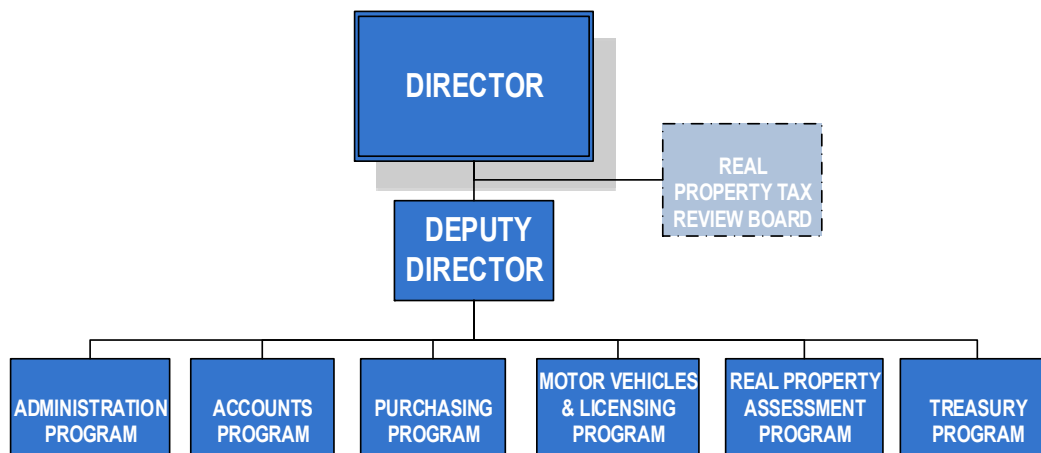 DIRECTOR
REAL
PROPERTY TAX
REVIEW BOARD
DEPUTY
DIRECTOR
ADMINISTRATION
PROGRAM
ACCOUNTS
PROGRAM
PURCHASING
PROGRAM
MOTOR VEHICLES
& LICENSING
PROGRAM
REAL PROPERTY
ASSESSMENT
PROGRAM
TREASURY
PROGRAM